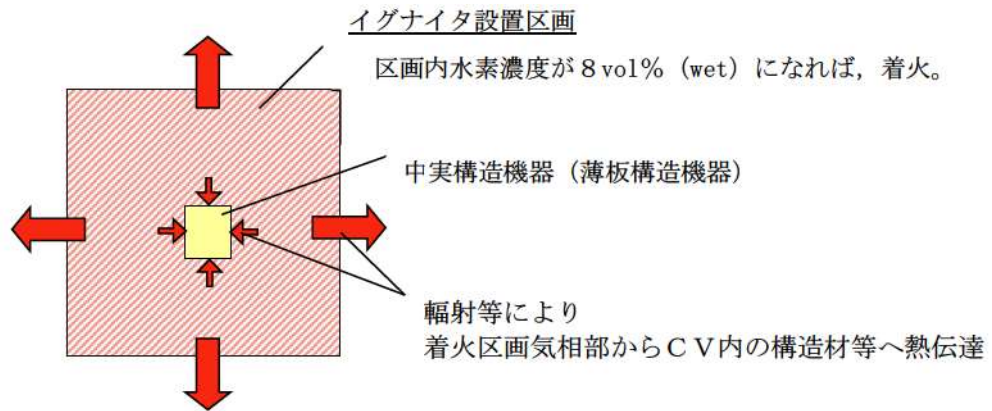 イグナイタ設置区画
区画内水素濃度が８vol％（wet）になれば，着火。
中実構造機器（薄板構造機器）
輻射等により
着火区画気相部からＣＶ内の構造材等へ熱伝達